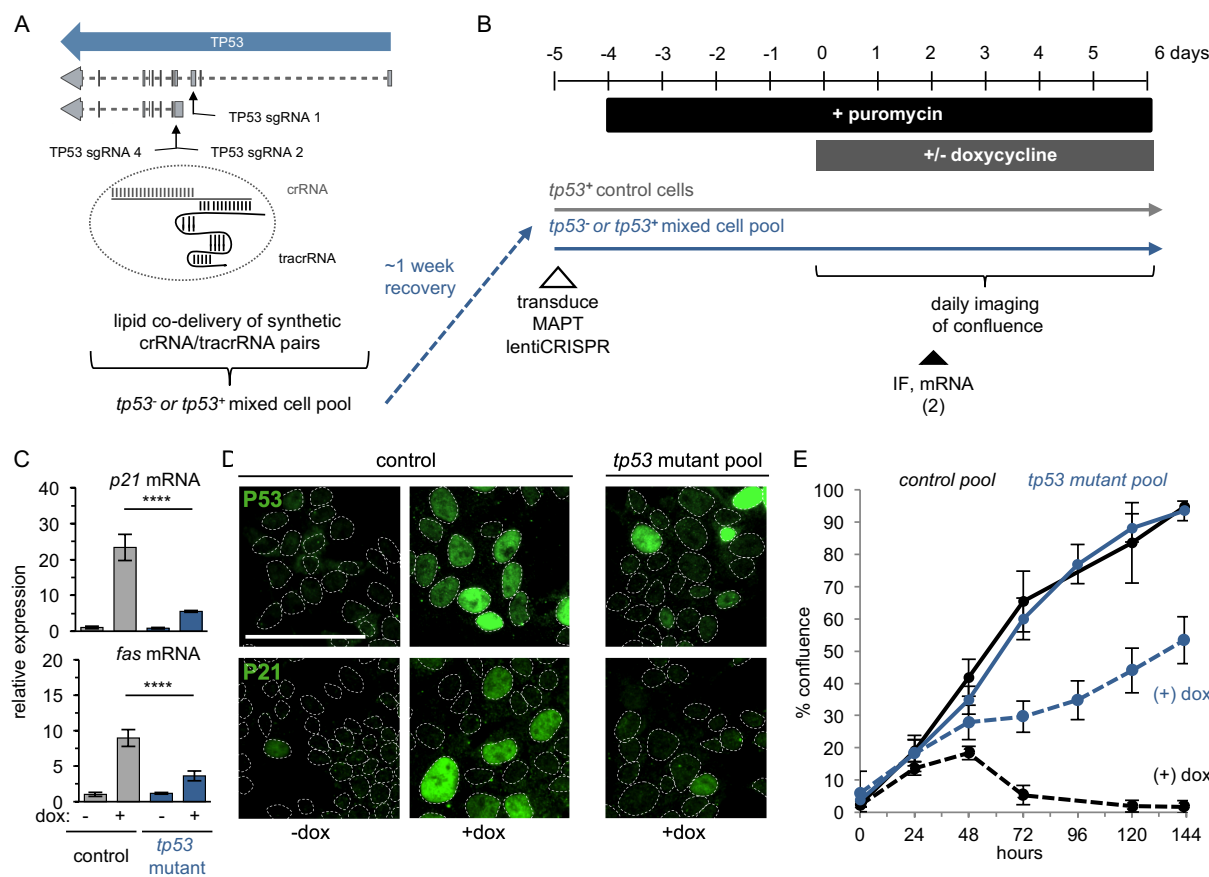 A
TP53
TP53 sgRNA 1
TP53 sgRNA 4
TP53 sgRNA 2
crRNA
tracrRNA
lipid co-delivery of synthetic
crRNA/tracrRNA pairs
tp53- or tp53+ mixed cell pool
~1 week
recovery
B
-5 -4 -3 -2 -1 0 1 2 3 4 5 6 days
+ puromycin
+/- doxycycline
tp53+ control cells
tp53- or tp53+ mixed cell pool
transduce
MAPT
lentiCRISPR
daily imaging
of confluence
IF, mRNA
(2)
C
relative expression
p21 mRNA
****
40
30
20
10
0
fas mRNA
****
20
15
10
5
0
dox: - + - +
control
tp53
mutant
D
control
tp53 mutant pool
P53
P21
-dox
+dox
+dox
E
control pool
tp53 mutant pool
% confluence
100
90
80
70
60
50
40
30
20
10
0
(+) dox
(+) dox
0 24 48 72 96 120 144
hours